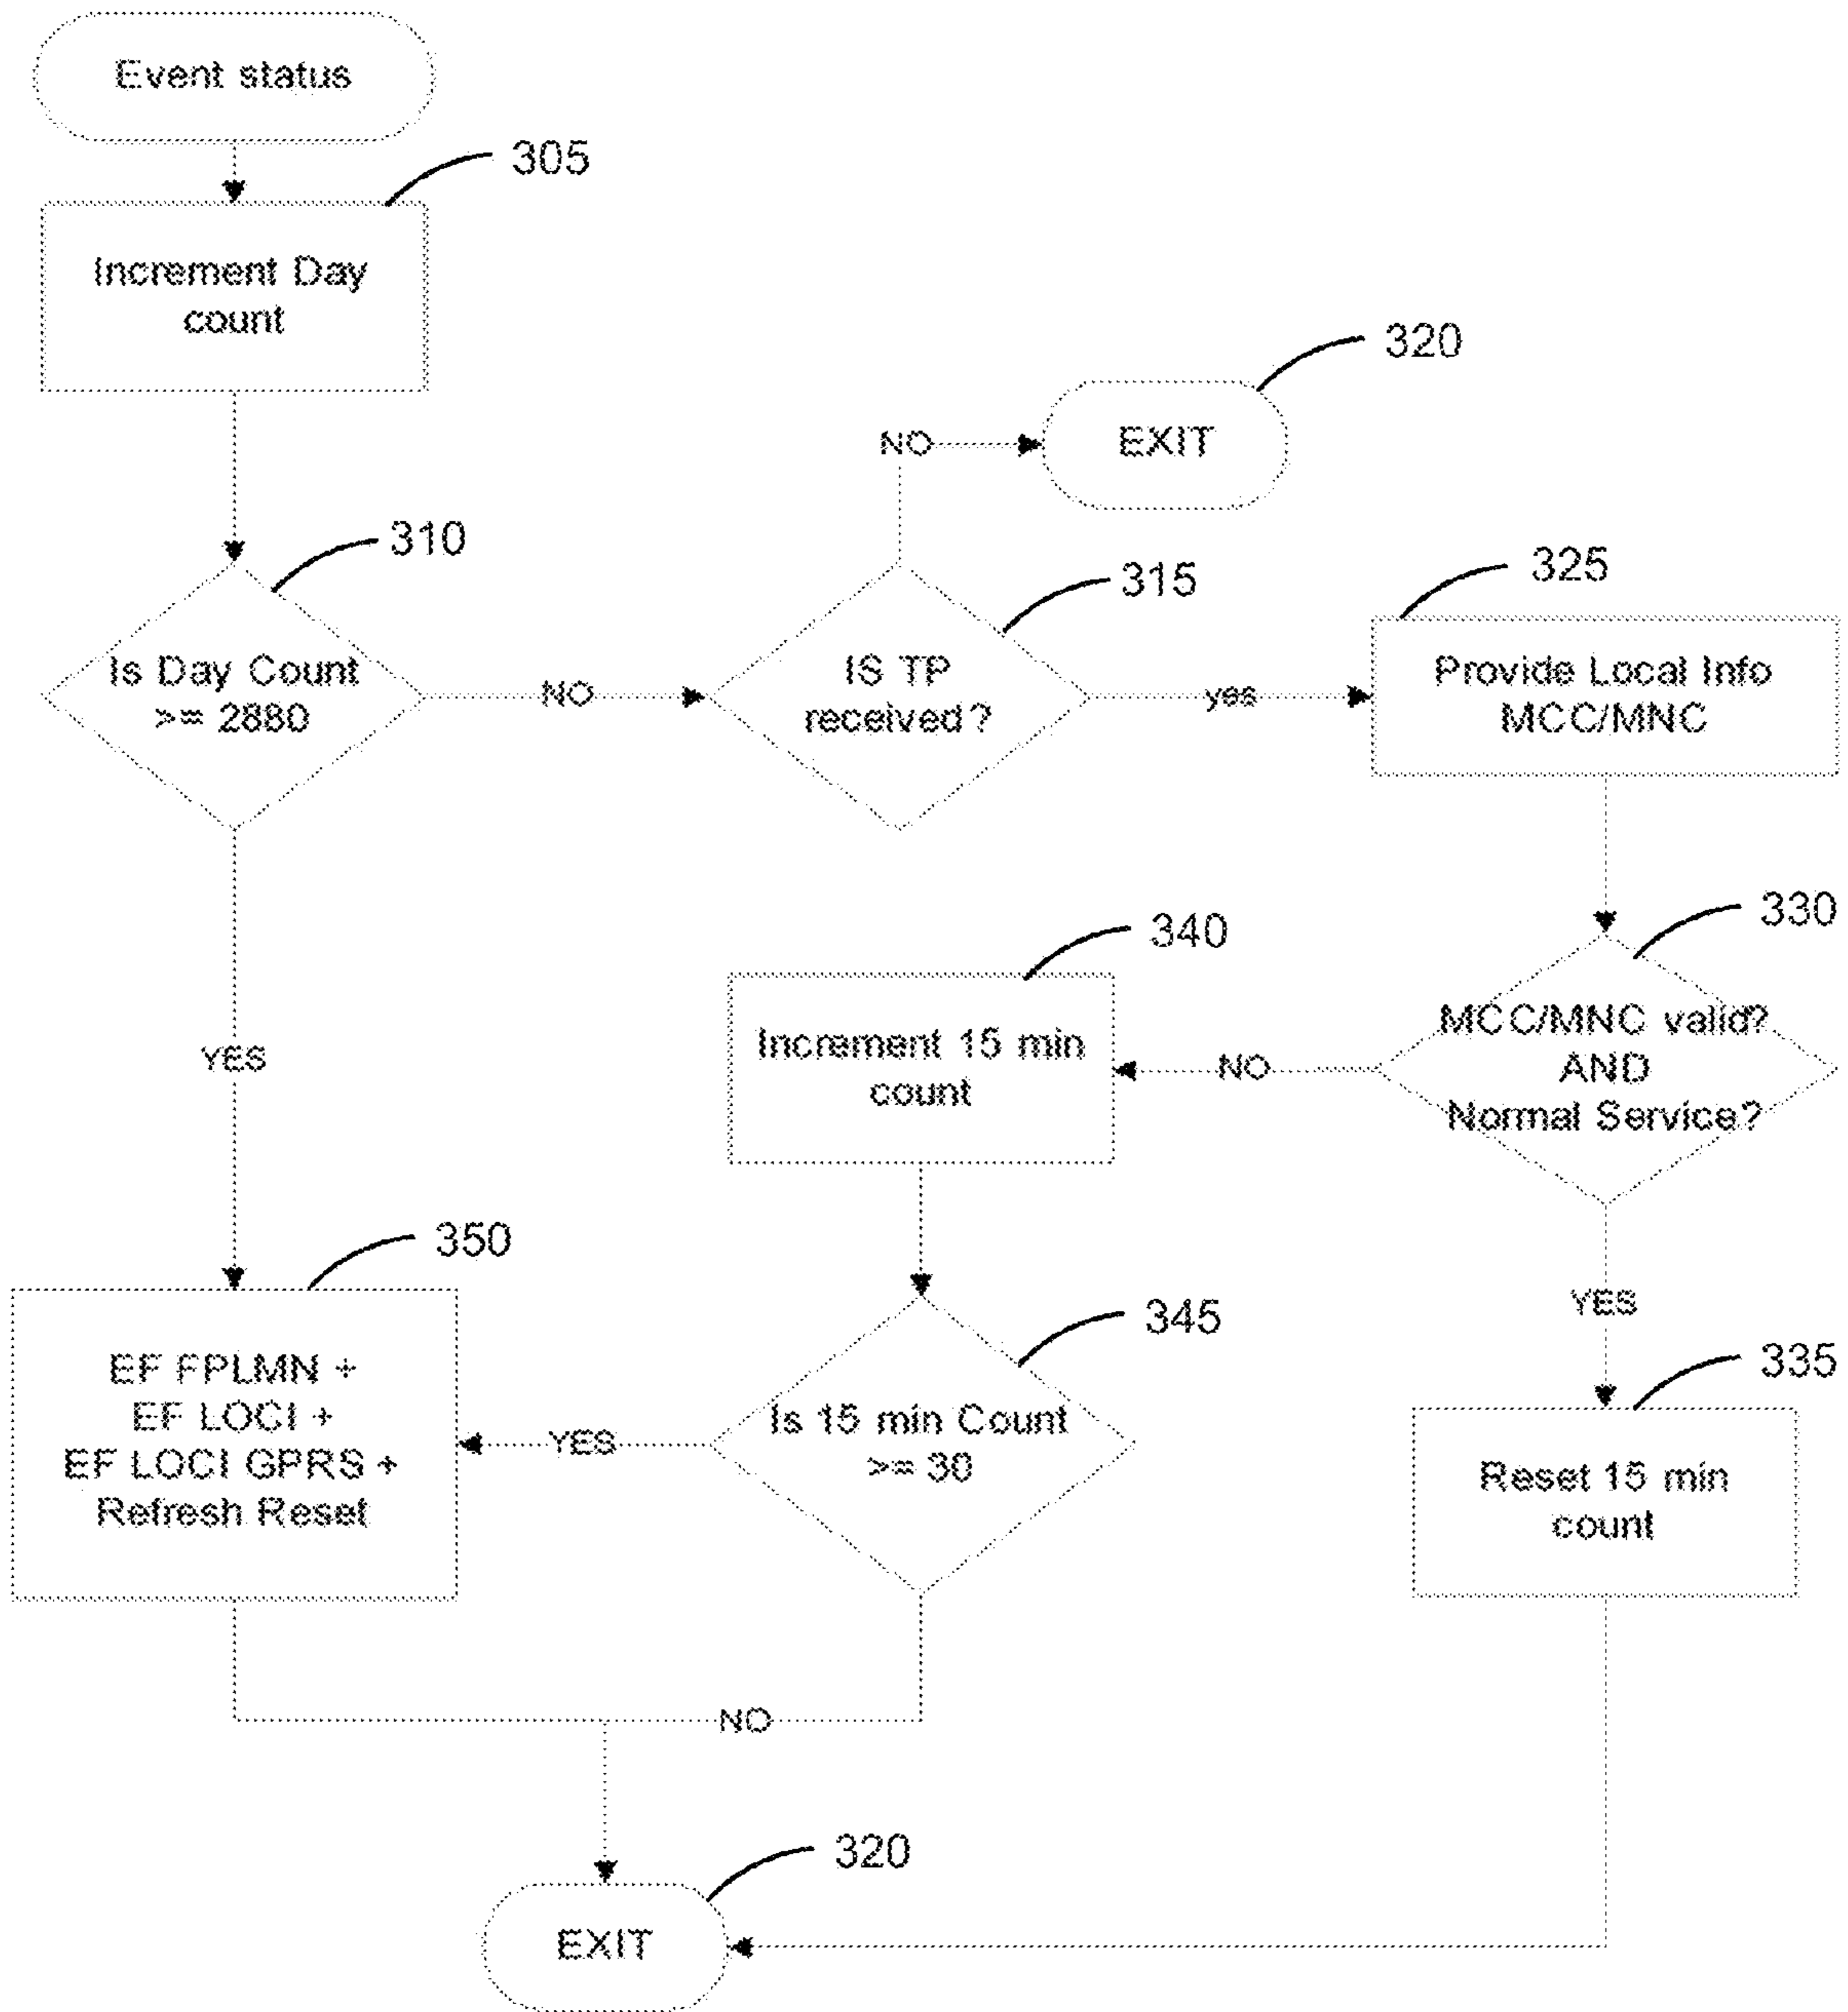 Event status
305
Increment Day
count
320
NO
EXIT
310
315
325
Is Day Count
>= 2880
NO
IS TP
received?
yes
Provide Local Info
MCC/MNC
330
340
MCC/MNC valid?
AND
Normal Service?
NO
Increment 15 min
count
YES
350
345
YES
335
EF FPLMN +
EF LOCI +
EF LOCI GPRS +
Refresh Reset
YES
Is 15 min Count
>= 30
Reset 15 min
count
NO
320
EXIT